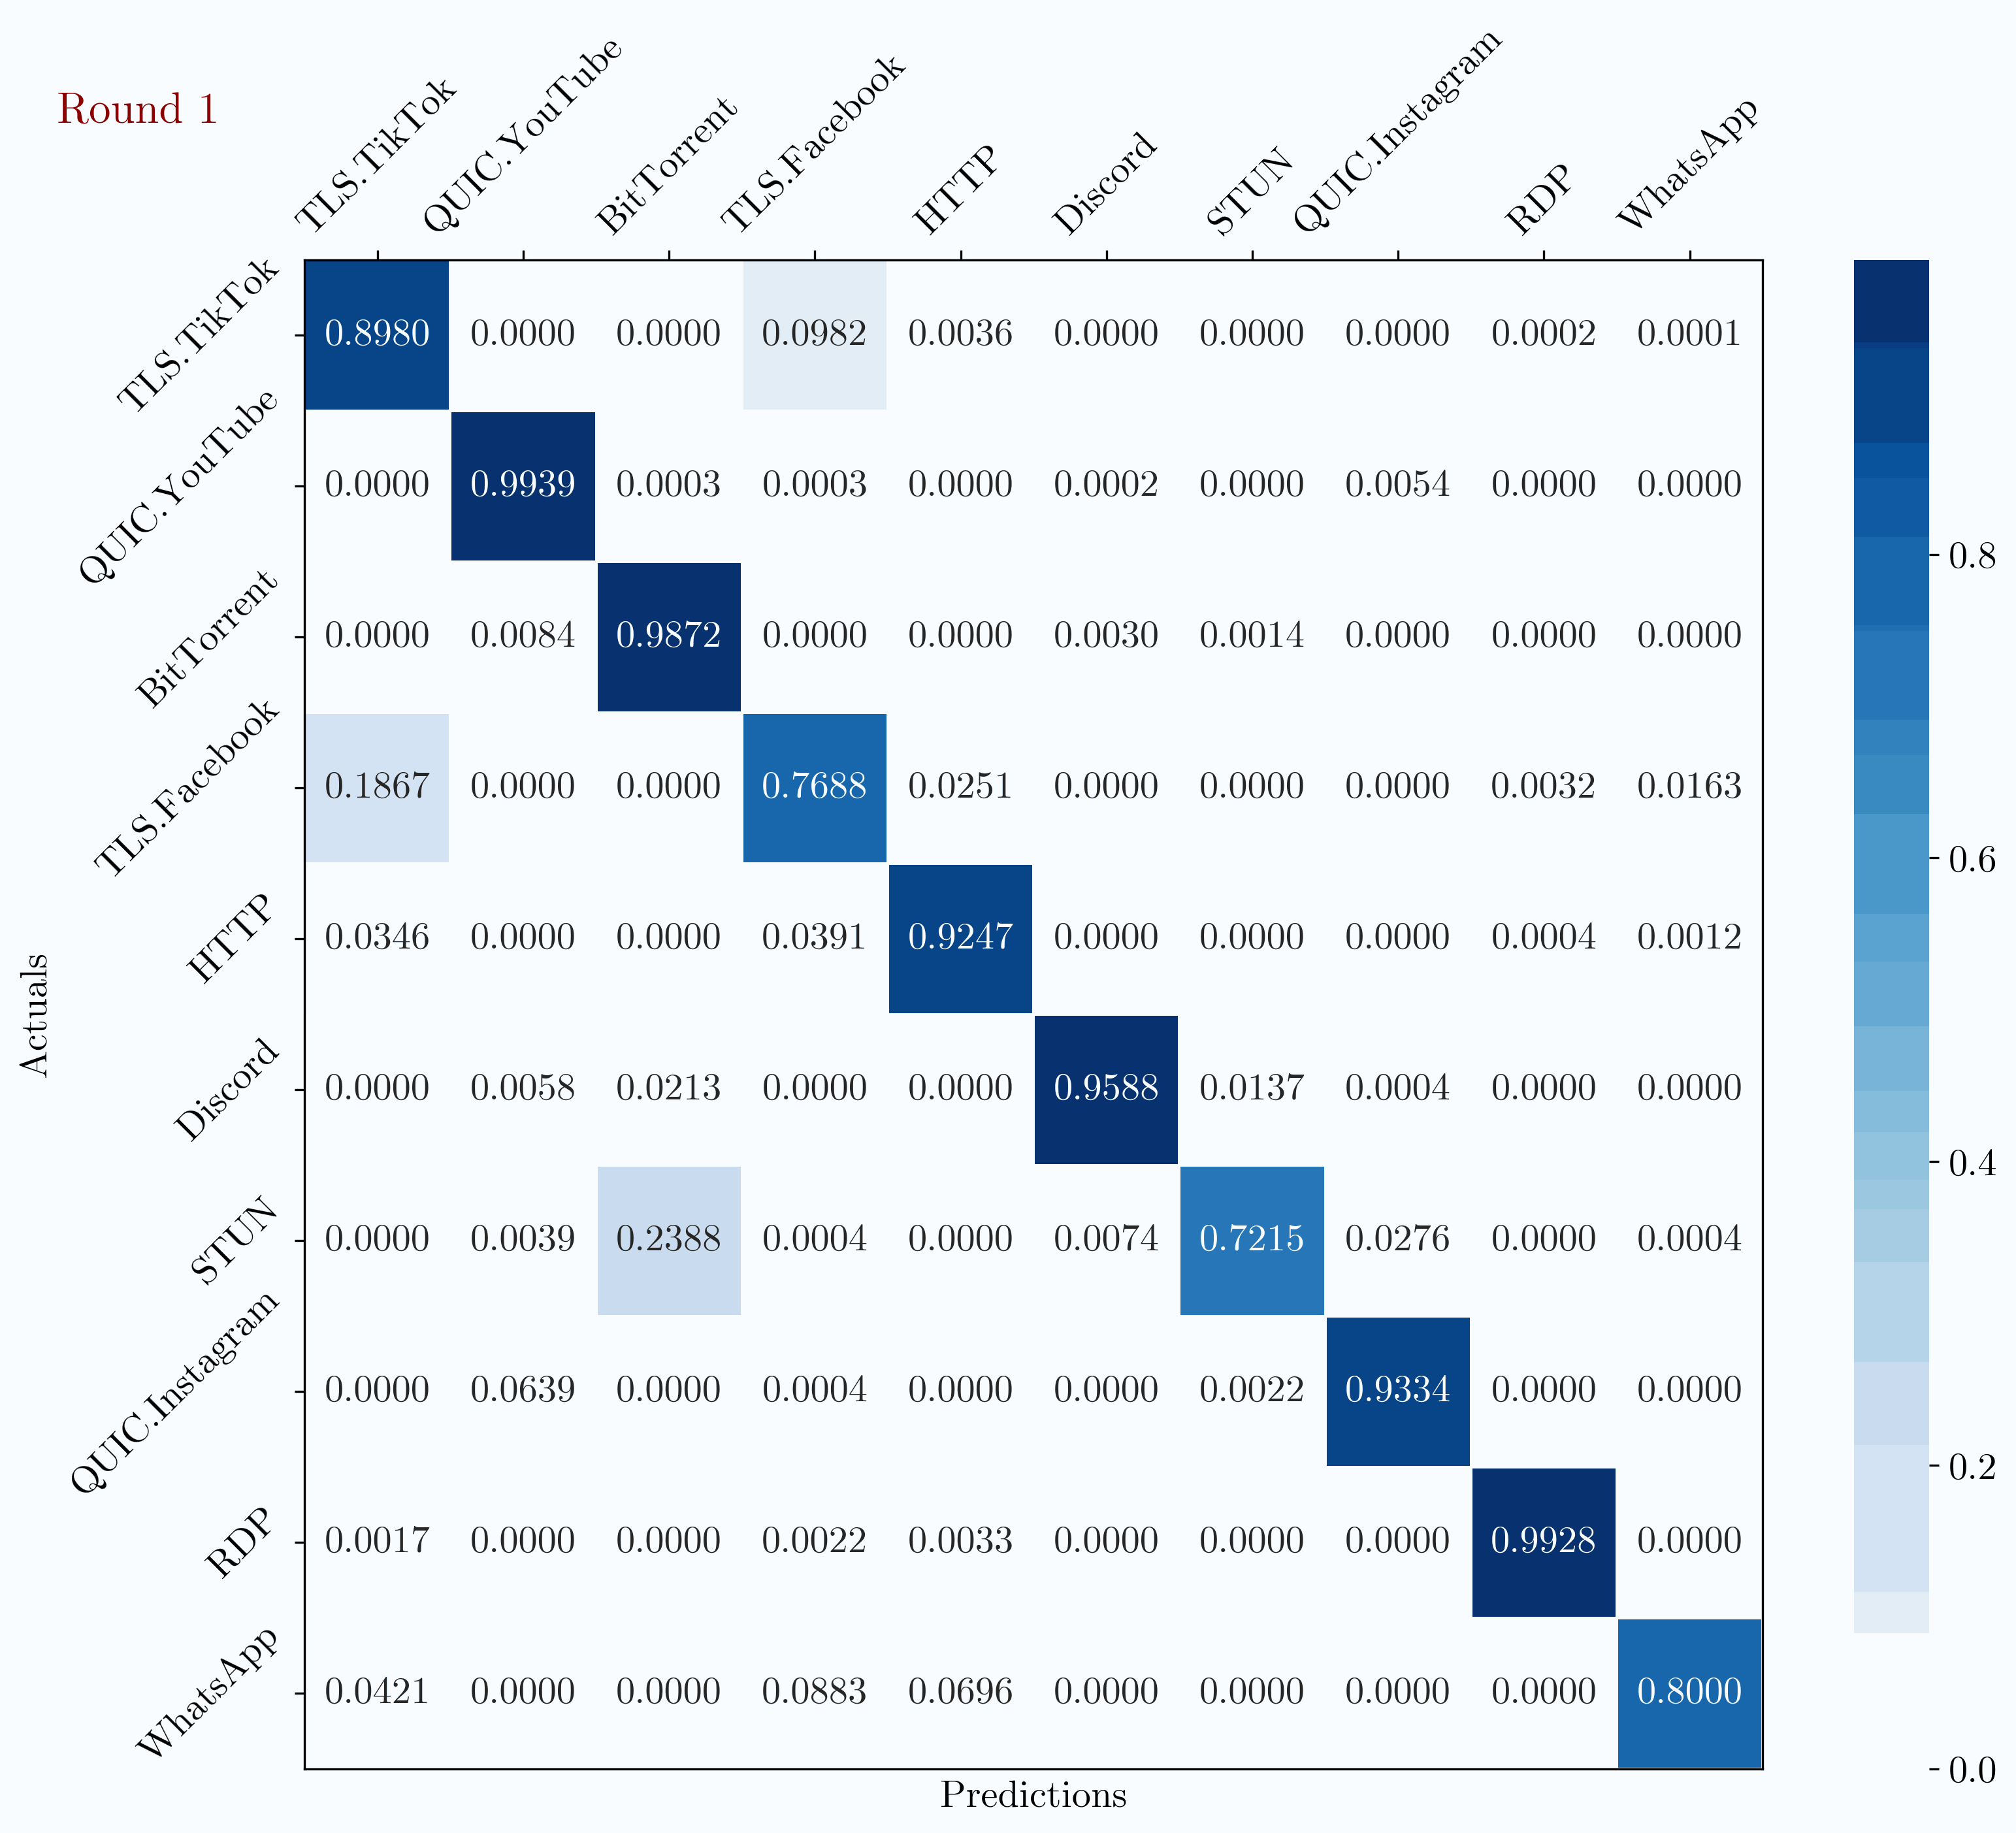 Round 1
TLS.TikTok QUIC.YouTube BitTorrent TLS.Facebook HTTP Discord STUN QUIC.Instagram RDP WhatsApp
TLS.TikTok 0.8980 0.0000 0.0000 0.0982 0.0036 0.0000 0.0000 0.0000 0.0002 0.0001
QUIC.YouTube 0.0000 0.9939 0.0003 0.0003 0.0000 0.0002 0.0000 0.0054 0.0000 0.0000
BitTorrent 0.0000 0.0084 0.9872 0.0000 0.0000 0.0030 0.0014 0.0000 0.0000 0.0000
TLS.Facebook 0.1867 0.0000 0.0000 0.7688 0.0251 0.0000 0.0000 0.0000 0.0032 0.0163
HTTP 0.0346 0.0000 0.0000 0.0391 0.9247 0.0000 0.0000 0.0000 0.0004 0.0012
Discord 0.0000 0.0058 0.0213 0.0000 0.0000 0.9588 0.0137 0.0004 0.0000 0.0000
STUN 0.0000 0.0039 0.2388 0.0004 0.0000 0.0074 0.7215 0.0276 0.0000 0.0004
QUIC.Instagram 0.0000 0.0639 0.0000 0.0004 0.0000 0.0000 0.0022 0.9334 0.0000 0.0000
RDP 0.0017 0.0000 0.0000 0.0022 0.0033 0.0000 0.0000 0.0000 0.9928 0.0000
WhatsApp 0.0421 0.0000 0.0000 0.0883 0.0696 0.0000 0.0000 0.0000 0.0000 0.8000
Actuals
Predictions
0.8
0.6
0.4
0.2
0.0